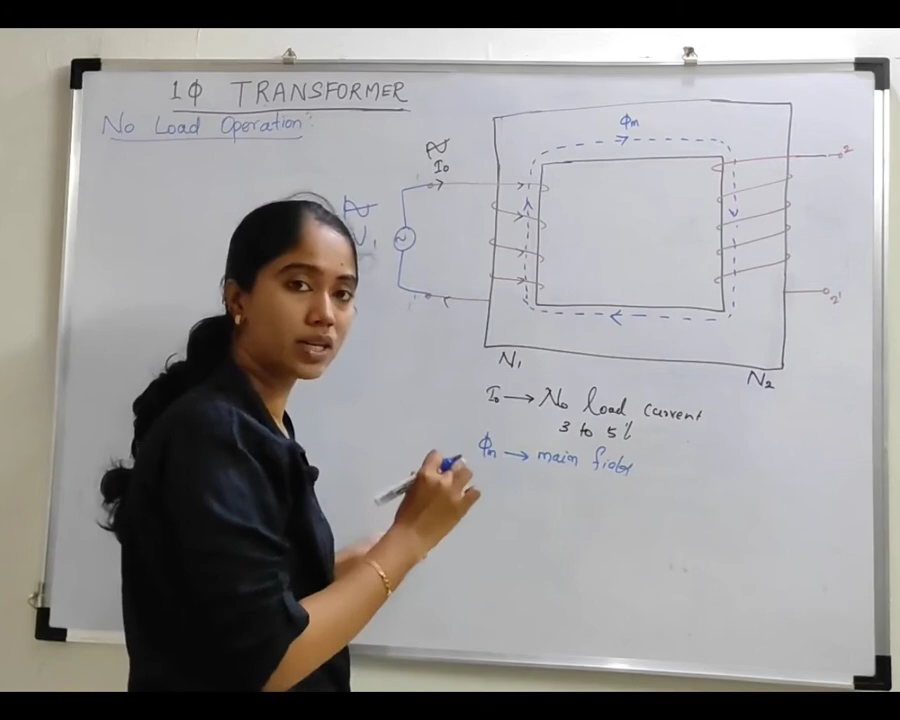 1Φ TRANSFORMER
No Load Operation:
Φm
I₀
V₁
2
2'
N₁
N₂
I₀ → No load current
3 to 5%
Φm → main field